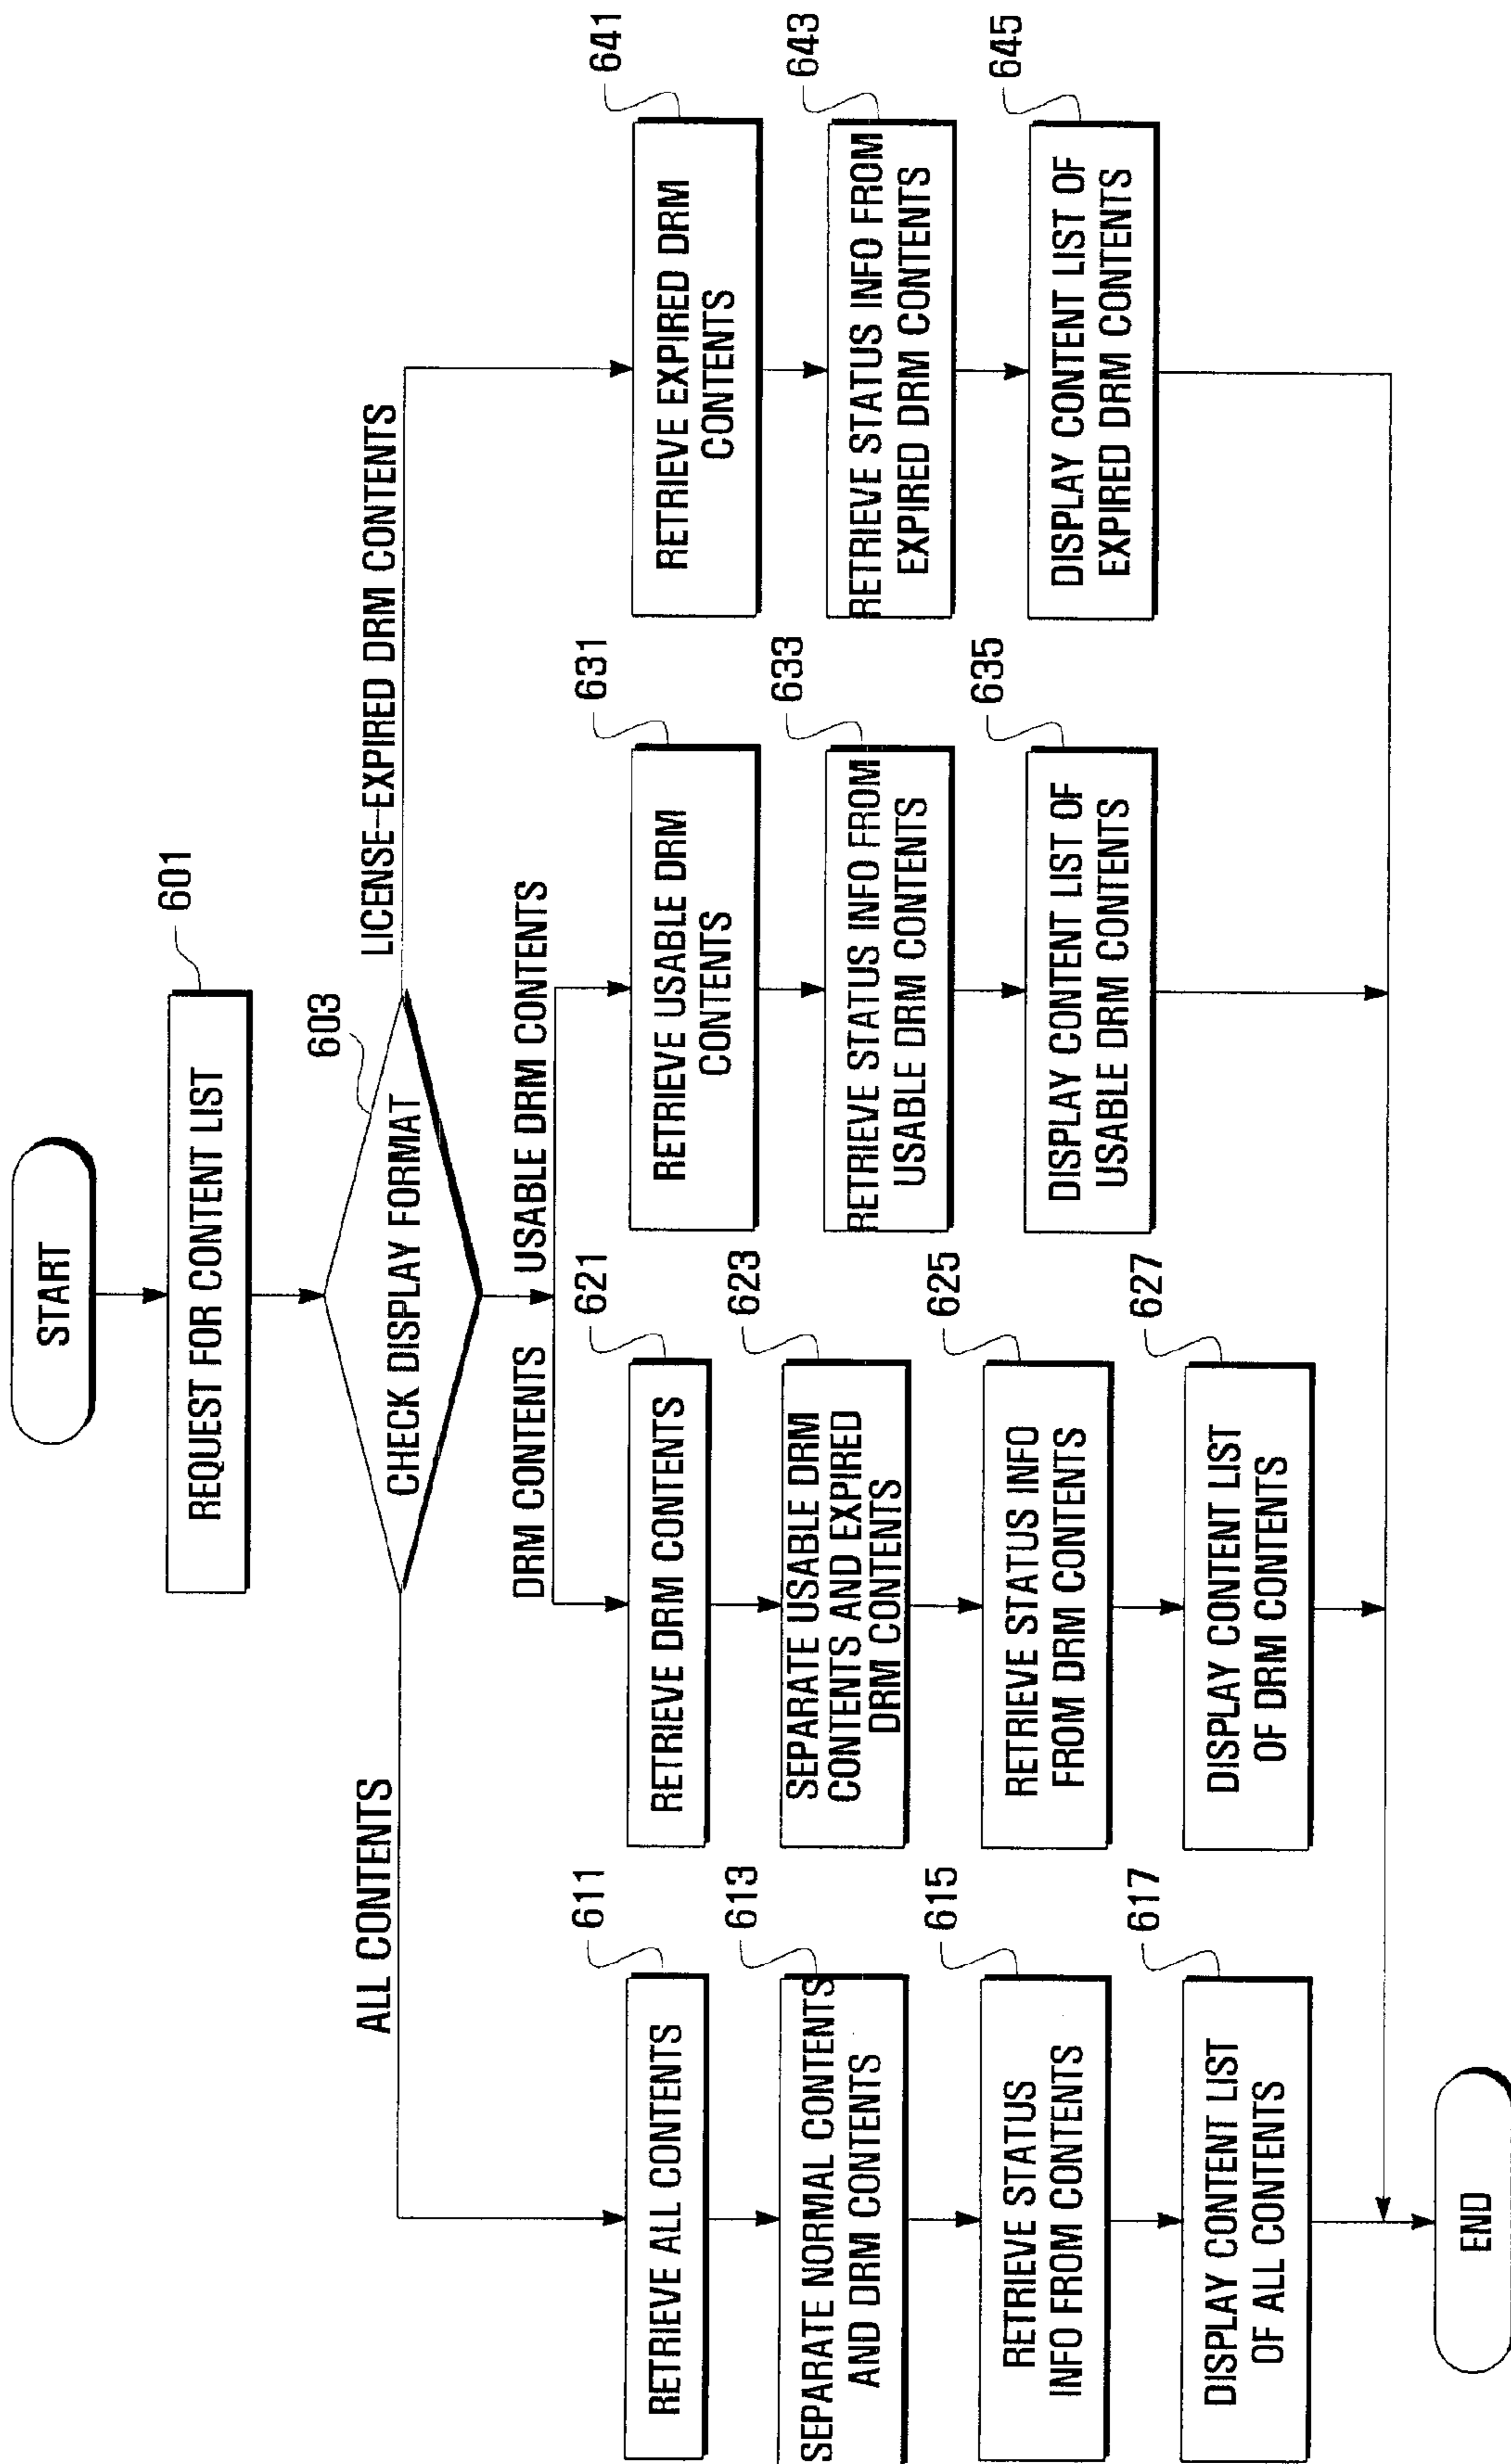 START
REQUEST FOR CONTENT LIST
601
CHECK DISPLAY FORMAT
603
ALL CONTENTS
DRM CONTENTS
USABLE DRM CONTENTS
LICENSE-EXPIRED DRM CONTENTS
RETRIEVE ALL CONTENTS
611
SEPARATE NORMAL CONTENTS
AND DRM CONTENTS
613
RETRIEVE STATUS
INFO FROM CONTENTS
615
DISPLAY CONTENT LIST
OF ALL CONTENTS
617
RETRIEVE DRM CONTENTS
621
SEPARATE USABLE DRM
CONTENTS AND EXPIRED
DRM CONTENTS
623
RETRIEVE STATUS INFO
FROM DRM CONTENTS
625
DISPLAY CONTENT LIST
OF DRM CONTENTS
627
RETRIEVE USABLE DRM
CONTENTS
631
RETRIEVE STATUS INFO FROM
USABLE DRM CONTENTS
633
DISPLAY CONTENT LIST OF
USABLE DRM CONTENTS
635
RETRIEVE EXPIRED DRM
CONTENTS
641
RETRIEVE STATUS INFO FROM
EXPIRED DRM CONTENTS
643
DISPLAY CONTENT LIST OF
EXPIRED DRM CONTENTS
645
END